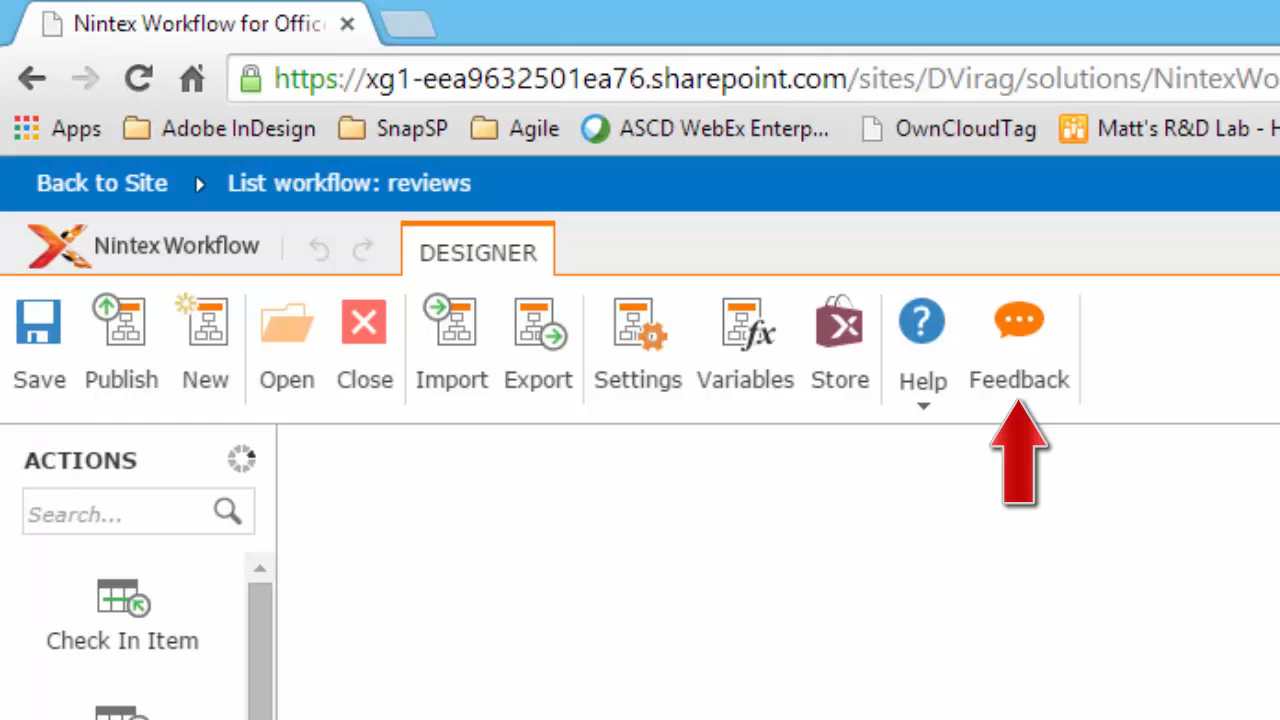 Nintex Workflow for Offic
https://xg1-eea9632501ea76.sharepoint.com/sites/DVirag/solutions/NintexWo
Apps Adobe InDesign SnapSP Agile ASCD WebEx Enterp... OwnCloudTag Matt's R&D Lab - H
Back to Site List workflow: reviews
Nintex Workflow DESIGNER
Save Publish New Open Close Import Export Settings Variables Store Help Feedback
ACTIONS
Search...
Check In Item